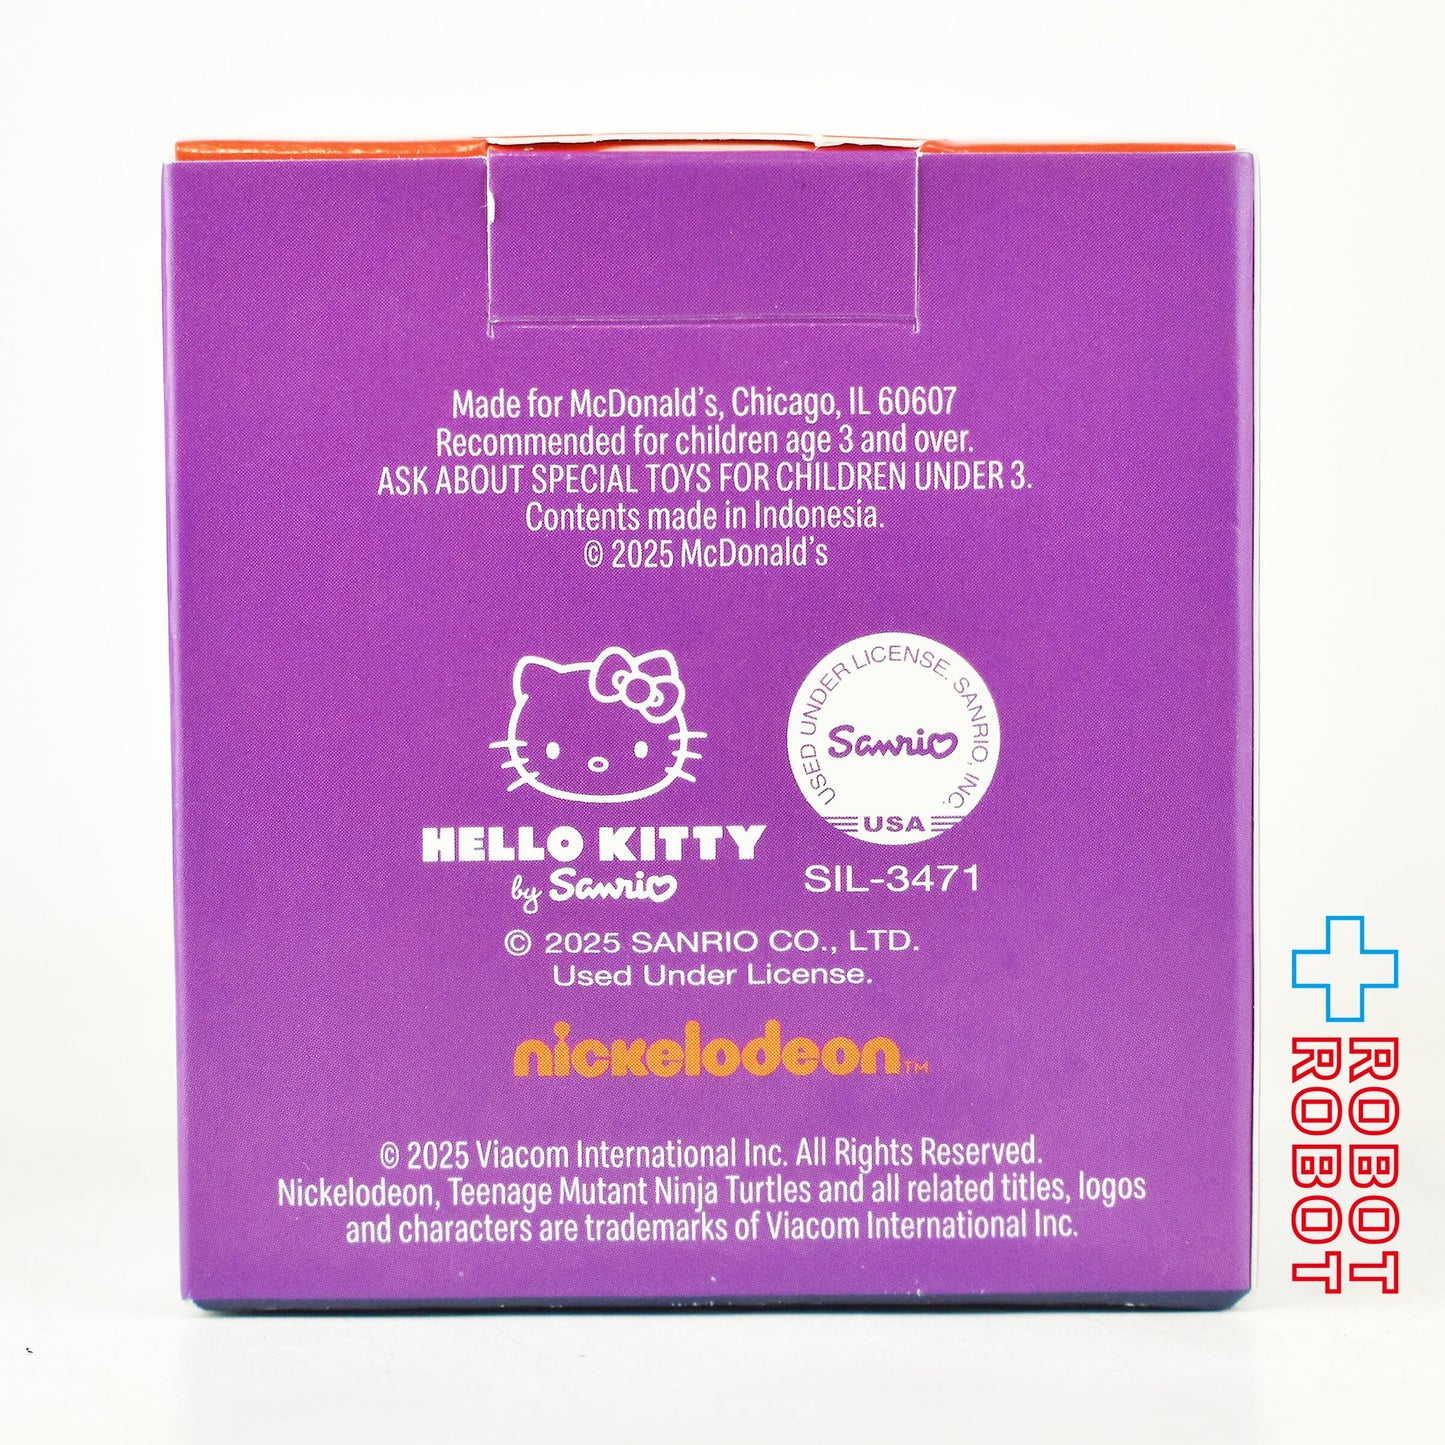 Made for McDonald's, Chicago, IL 60607
Recommended for children age 3 and over.
ASK ABOUT SPECIAL TOYS FOR CHILDREN UNDER 3.
Contents made in Indonesia.
© 2025 McDonald's
HELLO KITTY
by Sanrio
USED UNDER LICENSE. SANRIO, INC.
Sanrio
USA
SIL-3471
© 2025 SANRIO CO., LTD.
Used Under License.
nickelodeon™
© 2025 Viacom International Inc. All Rights Reserved.
Nickelodeon, Teenage Mutant Ninja Turtles and all related titles, logos
and characters are trademarks of Viacom International Inc.
ROBOT
ROBOT